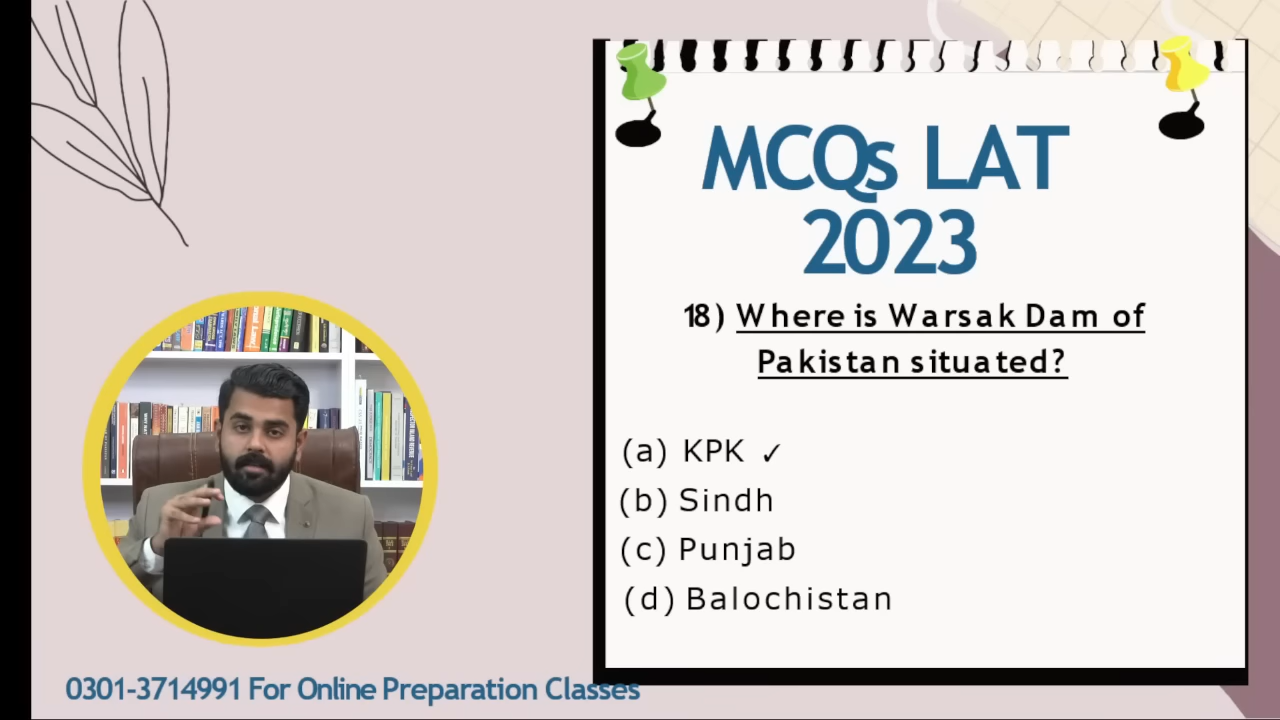 MCQs LAT
2023
18) Where is Warsak Dam of
Pakistan situated?
(a) KPK ✓
(b) Sindh
(c) Punjab
(d) Balochistan
0301-3714991 For Online Preparation Classes